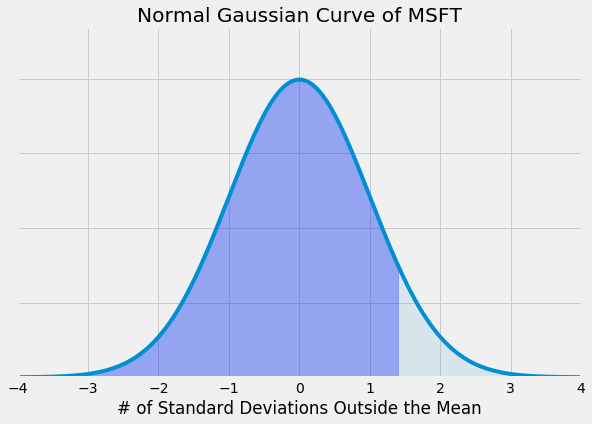 Normal Gaussian Curve of MSFT
−4 −3 −2 −1 0 1 2 3 4
# of Standard Deviations Outside the Mean